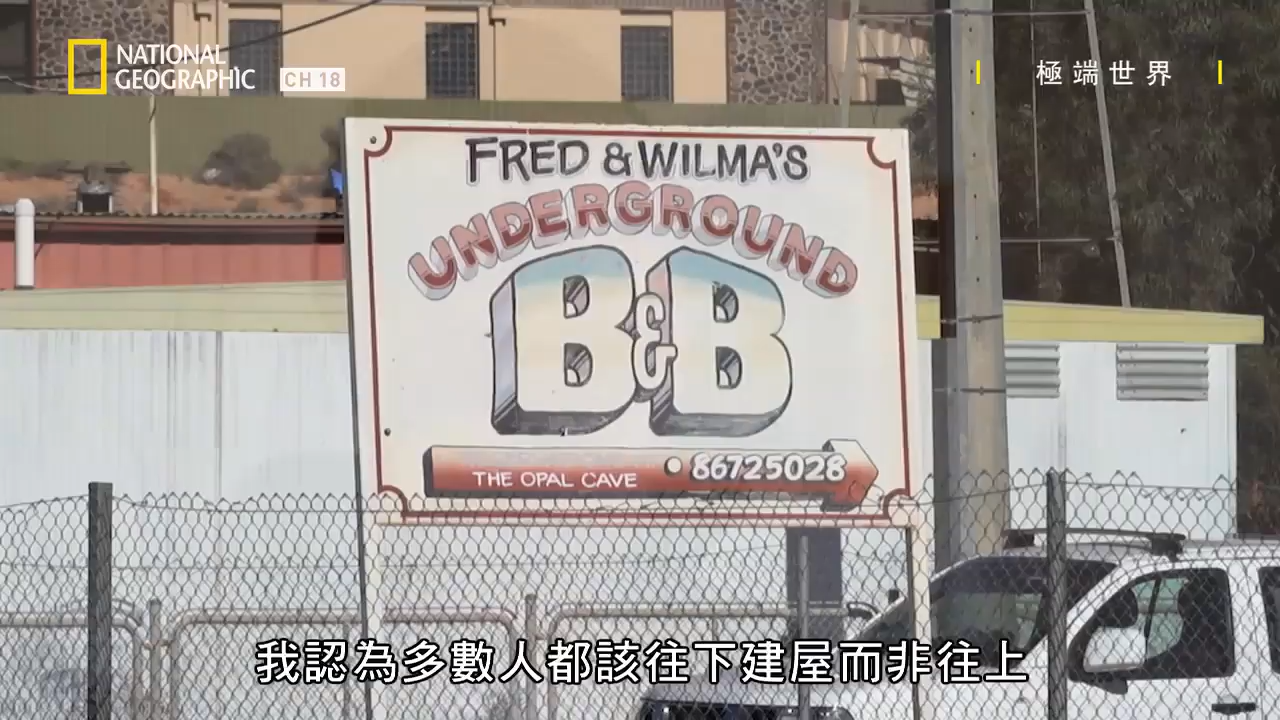 NATIONAL
GEOGRAPHIC CH 18
極端世界
FRED & WILMA'S
UNDERGROUND
B&B
THE OPAL CAVE • 86725028
我認為多數人都該往下建屋而非往上